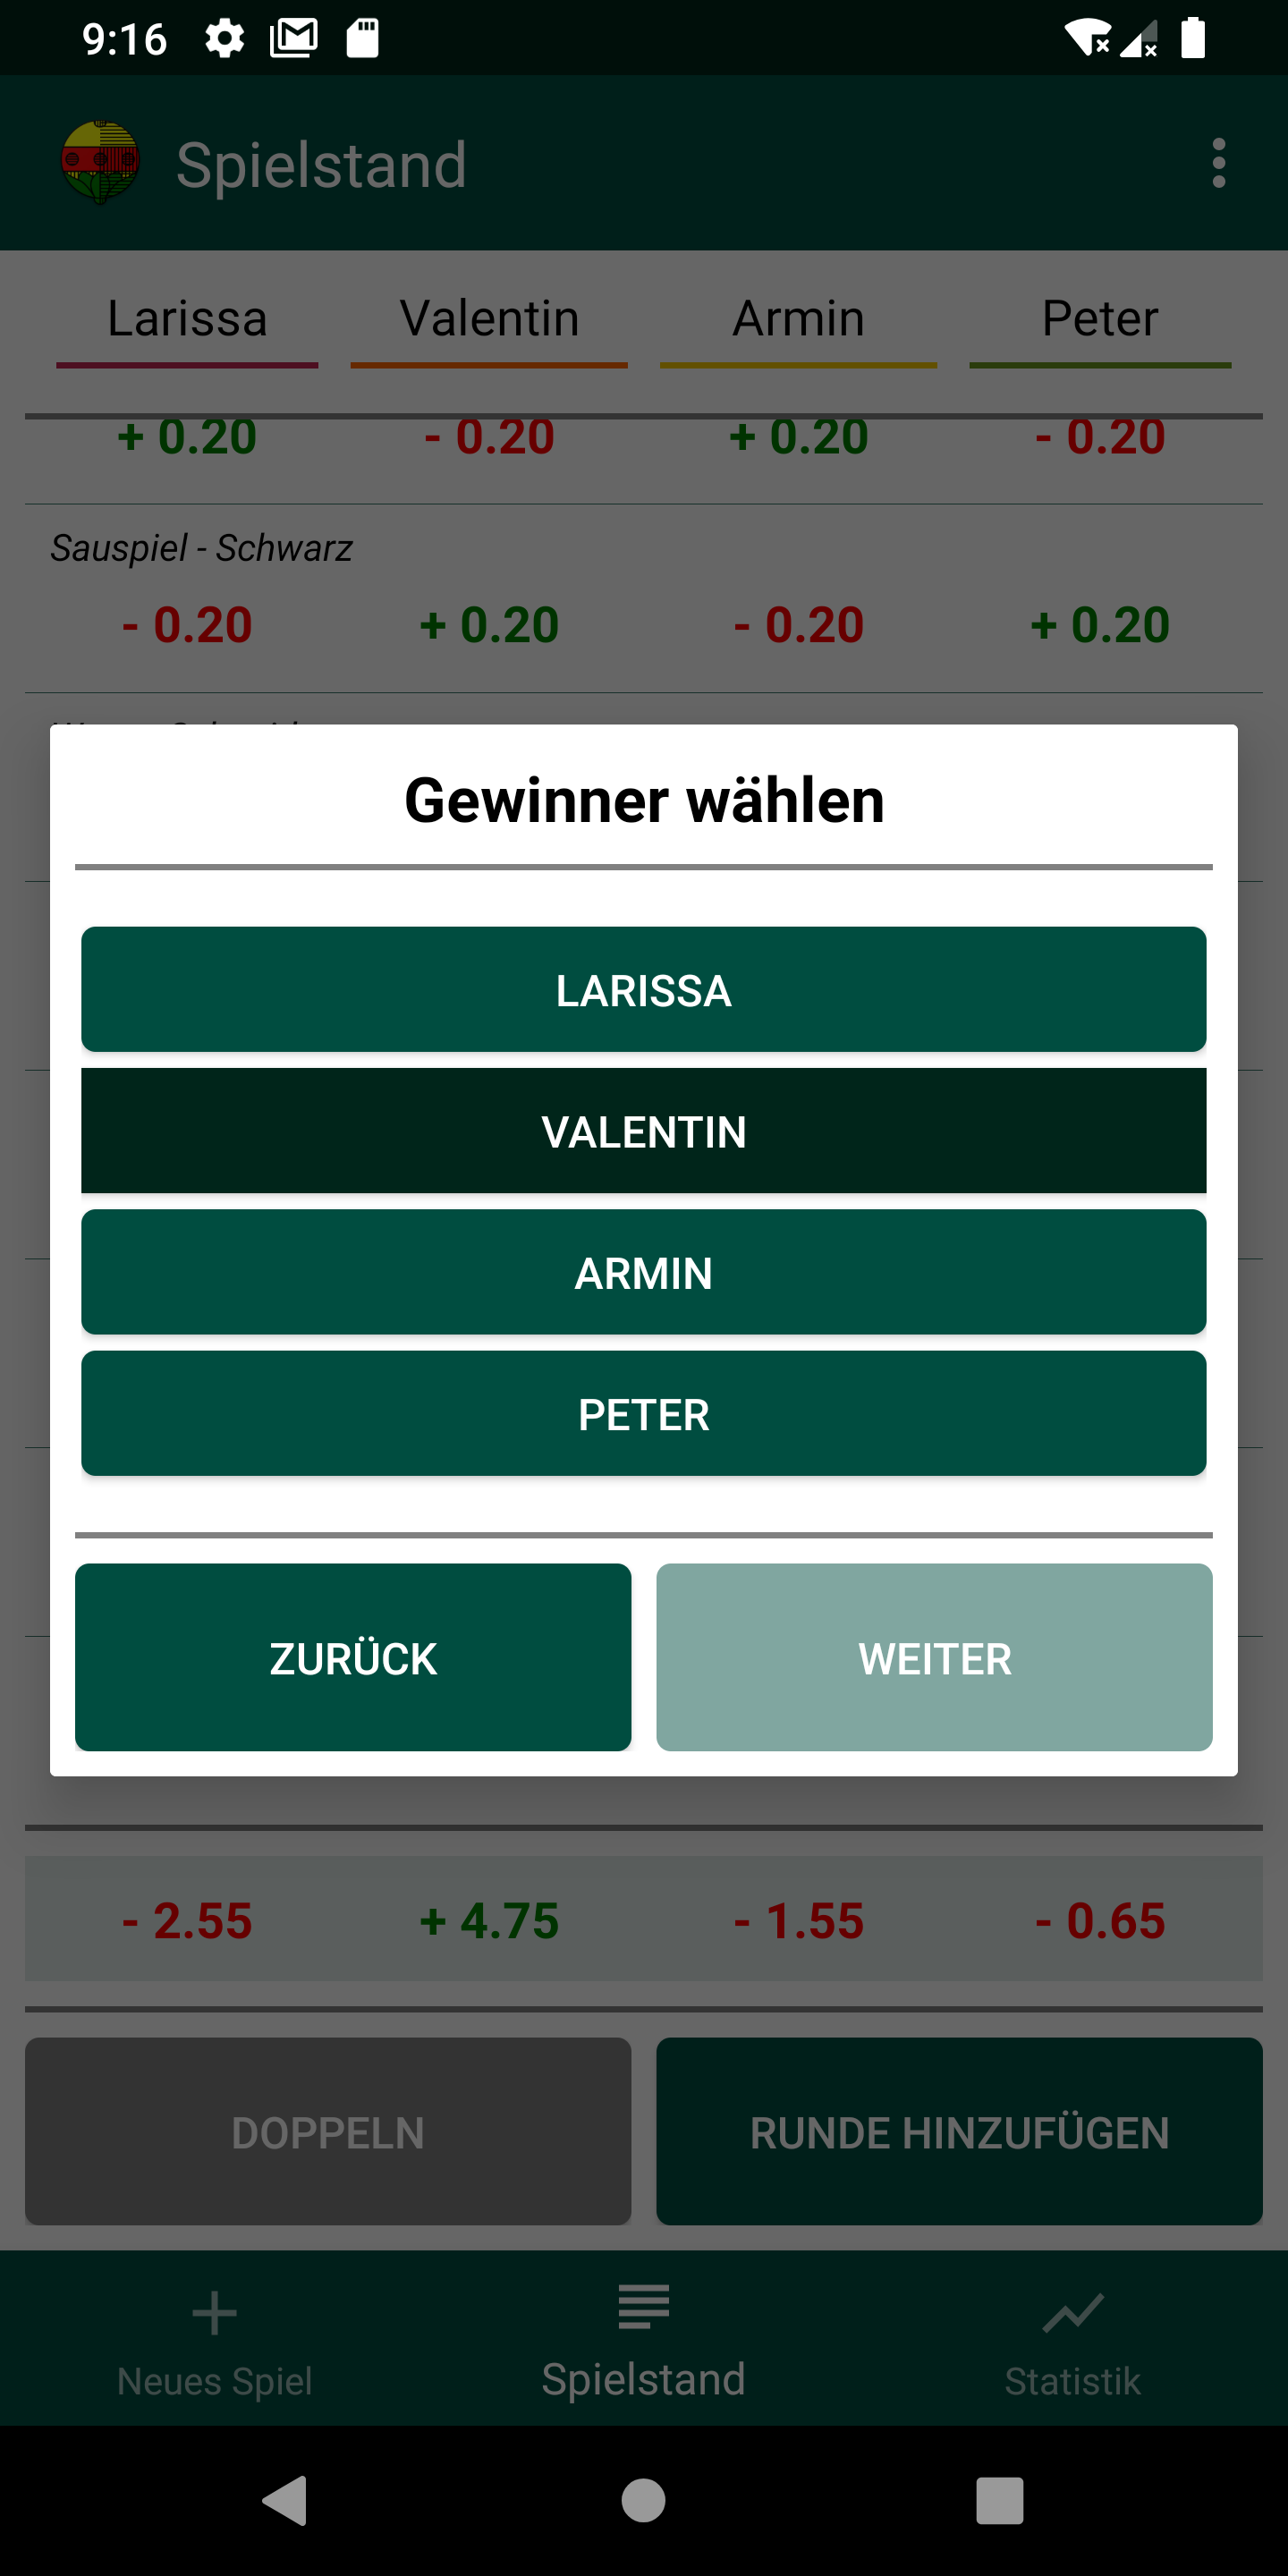 9:16
Spielstand
Larissa Valentin Armin Peter
+ 0.20 - 0.20 + 0.20 - 0.20
Sauspiel - Schwarz
- 0.20 + 0.20 - 0.20 + 0.20
Gewinner wählen
LARISSA
VALENTIN
ARMIN
PETER
ZURÜCK WEITER
- 2.55 + 4.75 - 1.55 - 0.65
DOPPELN RUNDE HINZUFÜGEN
Neues Spiel Spielstand Statistik